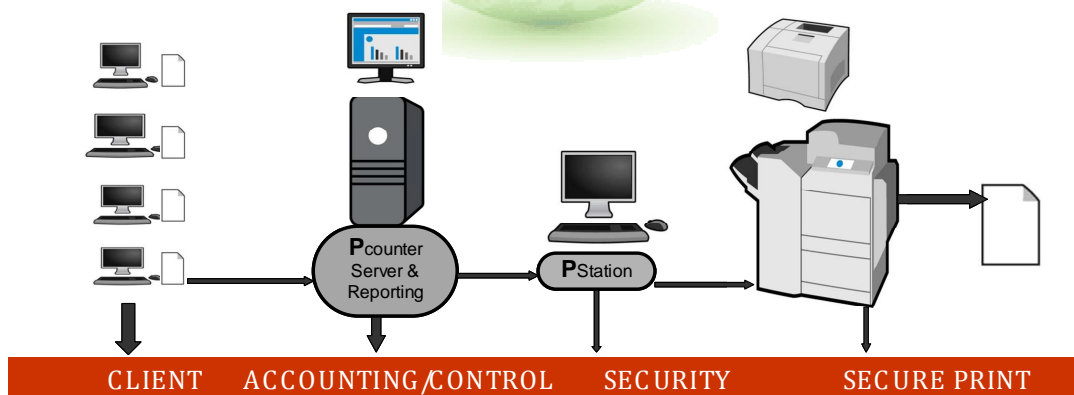 Pcounter
Server &
Reporting
PStation
CLIENT ACCOUNTING/CONTROL SECURITY SECURE PRINT